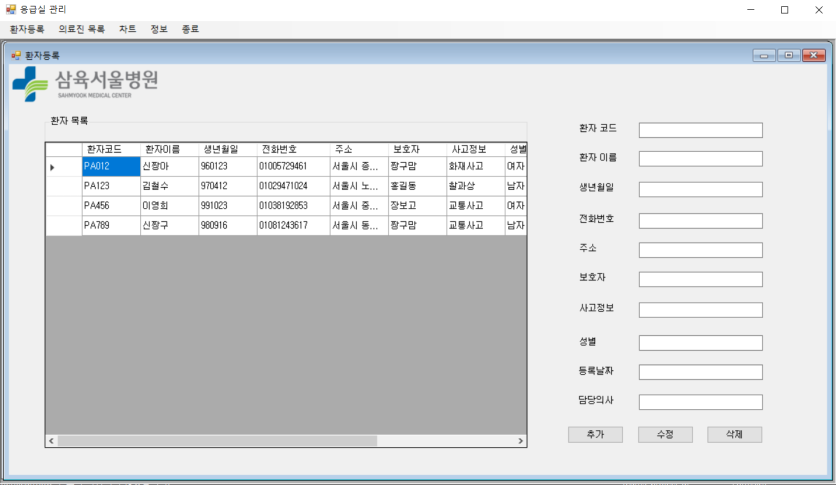 응급실 관리
환자등록 의료진 목록 차트 정보 종료
환자등록
삼육서울병원
SAHMYOOK MEDICAL CENTER
환자 목록
환자코드 환자이름 생년월일 전화번호 주소 보호자 사고정보 성별
PA012 신짱아 960123 01005729461 서울시 중... 짱구맘 화재사고 여자
PA123 김철수 970412 01029471024 서울시 노... 홍길동 찰과상 남자
PA456 이영희 991023 01038192853 서울시 중... 장보고 교통사고 여자
PA789 신짱구 980916 01081243617 서울시 동... 짱구맘 교통사고 남자
환자 코드
환자 이름
생년월일
전화번호
주소
보호자
사고정보
성별
등록날짜
담당의사
추가 수정 삭제